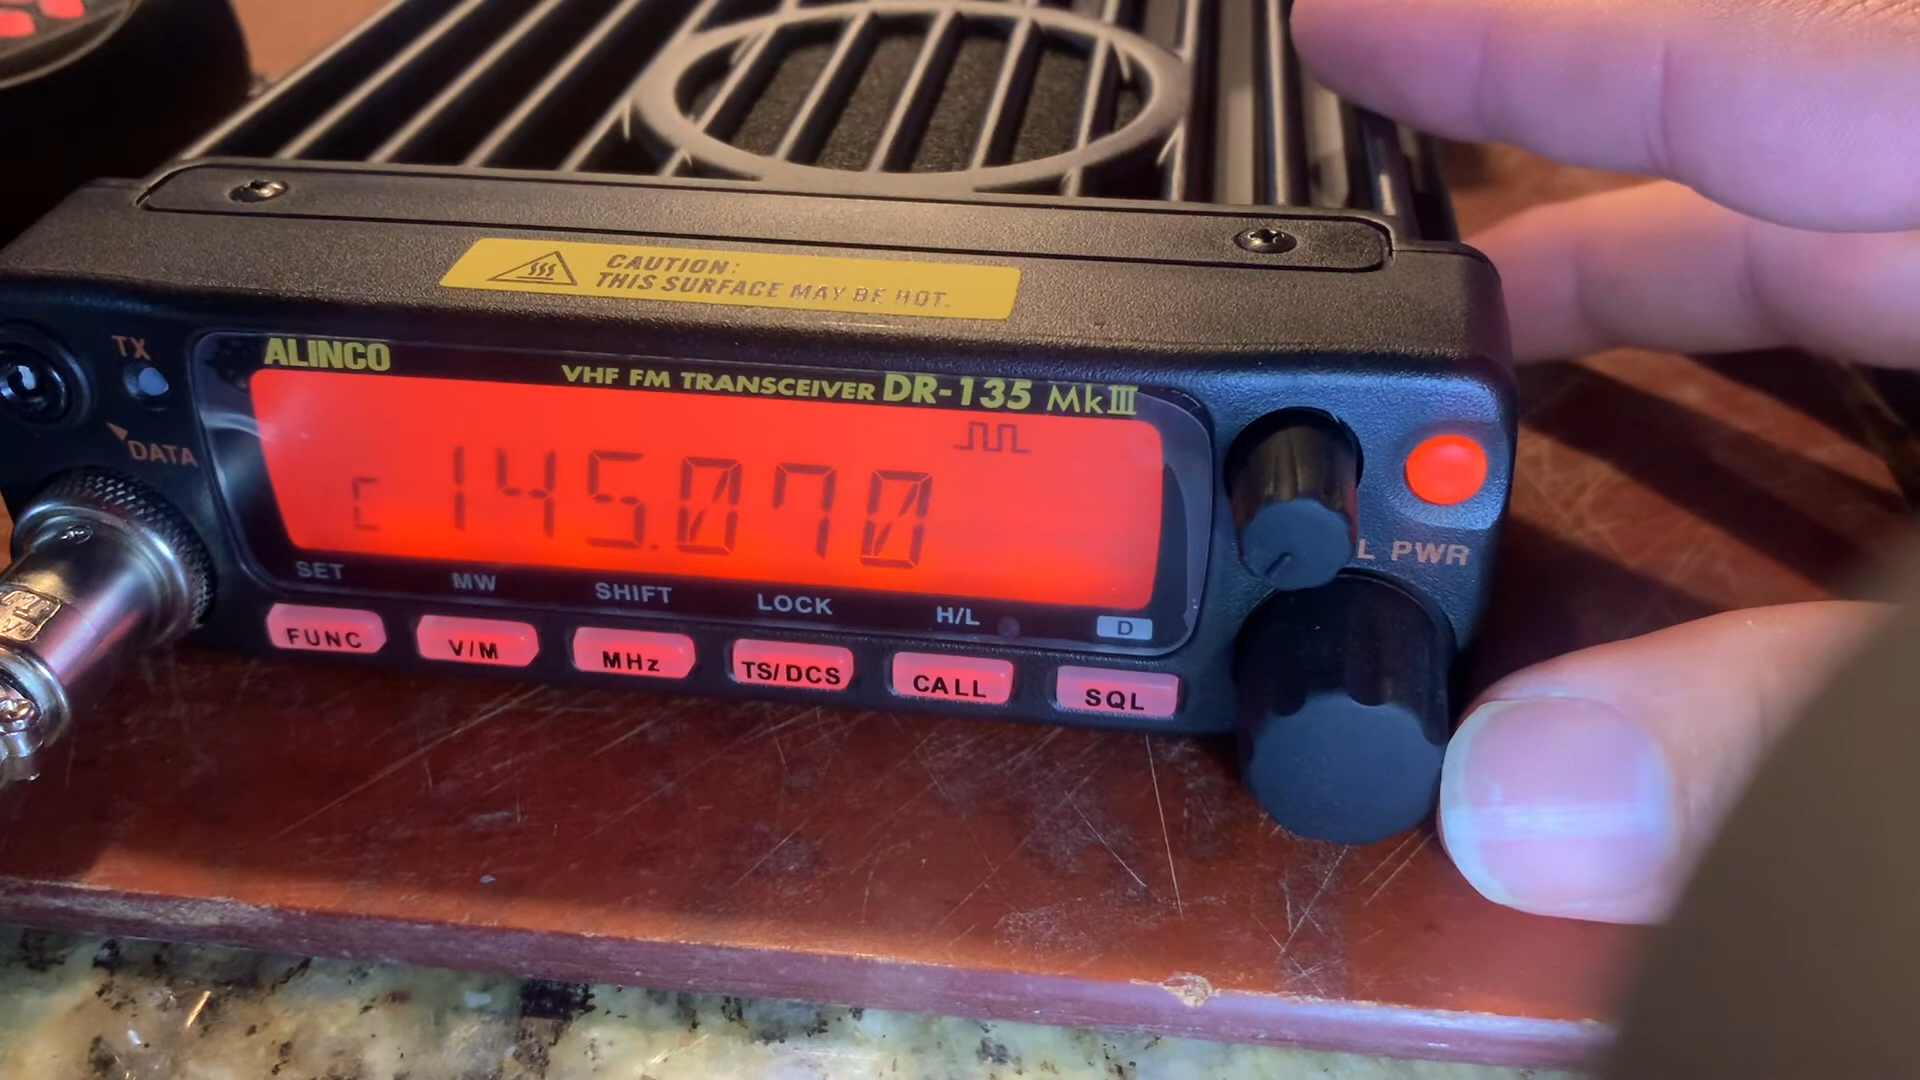 CAUTION:
THIS SURFACE MAY BE HOT.
TX
ALINCO
VHF FM TRANSCEIVER DR-135 MkIII
DATA
C 145.070
L PWR
SET MW SHIFT LOCK H/L D
FUNC V/M MHz TS/DCS CALL SQL